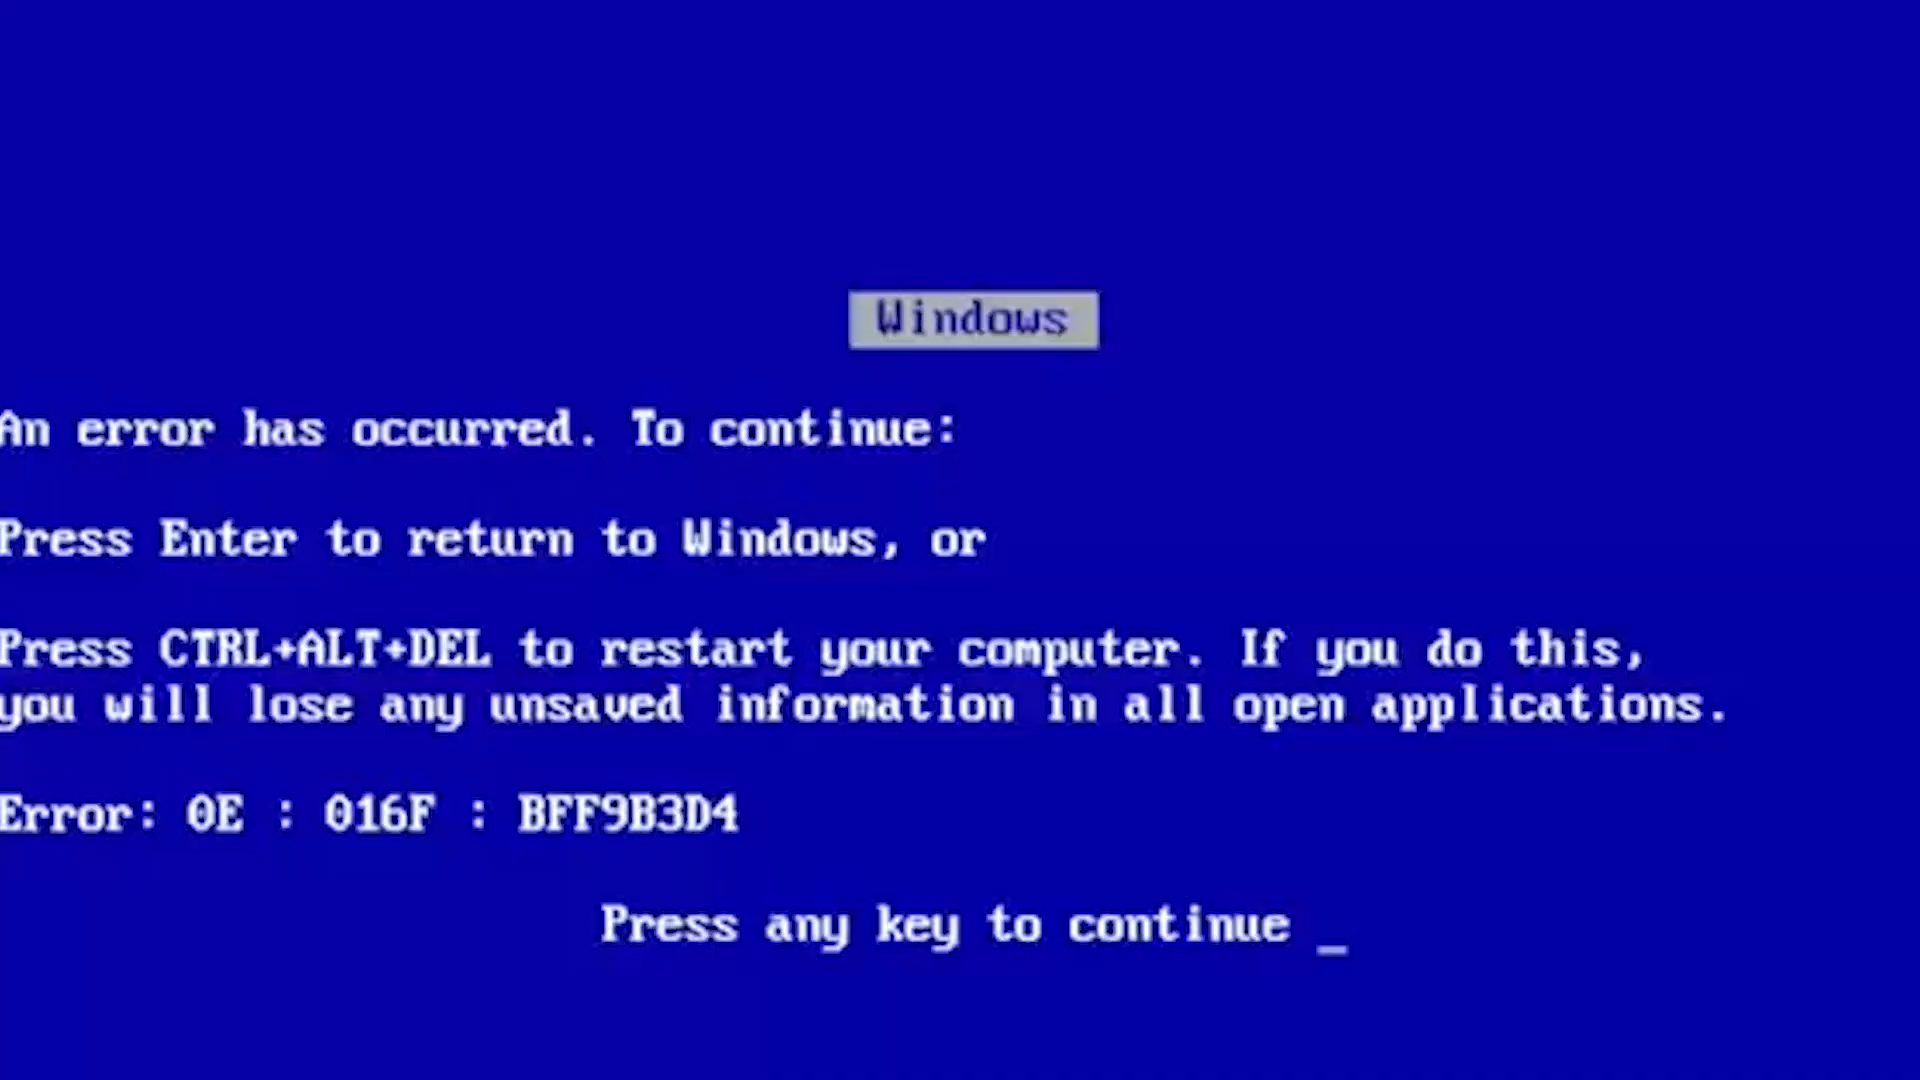 Windows
An error has occurred. To continue:
Press Enter to return to Windows, or
Press CTRL+ALT+DEL to restart your computer. If you do this,
you will lose any unsaved information in all open applications.
Error: 0E : 016F : BFF9B3D4
Press any key to continue _